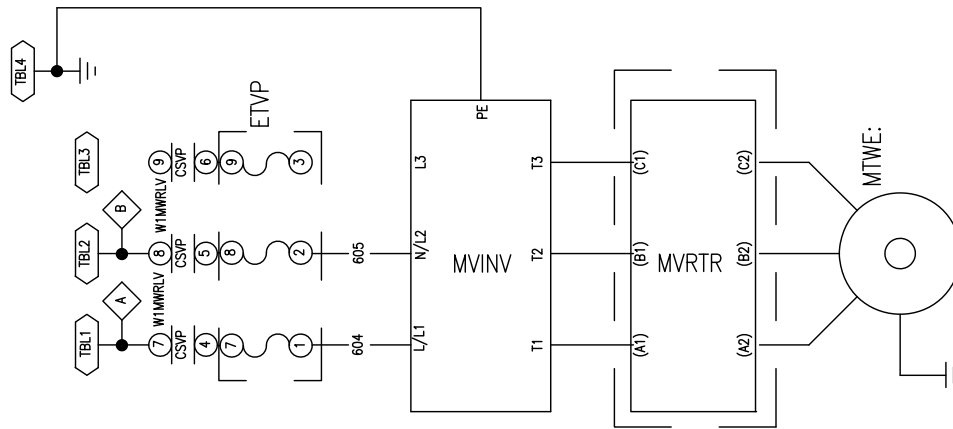 TBL4
TBL3
TBL2
TBL1
B
A
W1MWRLV
W1MWRLV
9
8
7
CSVP
CSVP
CSVP
6
5
4
9
8
7
ETVP
3
2
1
605
604
PE
L3
N/L2
L/L1
MVINV
T3
T2
T1
(C1)
(B1)
(A1)
MVRTR
(C2)
(B2)
(A2)
MTWE: